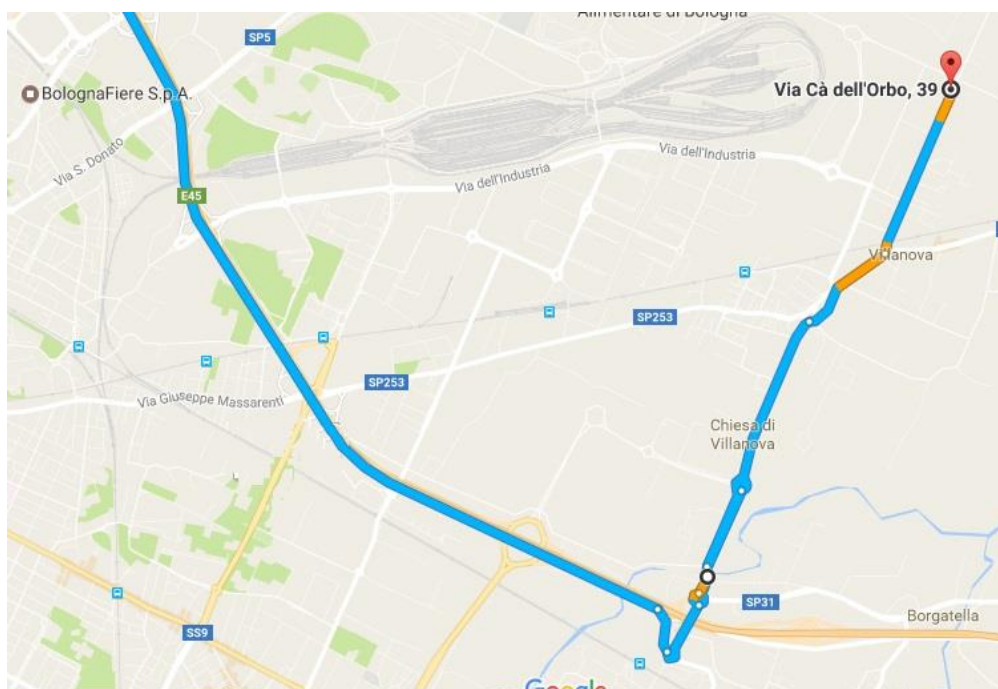 Alimentare di Bologna
SP5
BolognaFiere S.p.A.
Via Cà dell'Orbo, 39
Via S. Donato
Via dell'Industria
Via dell'Industria
E45
Villanova
SP253
SP253
Via Giuseppe Massarenti
Chiesa di
Villanova
SP31
Borgatella
SS9
Google